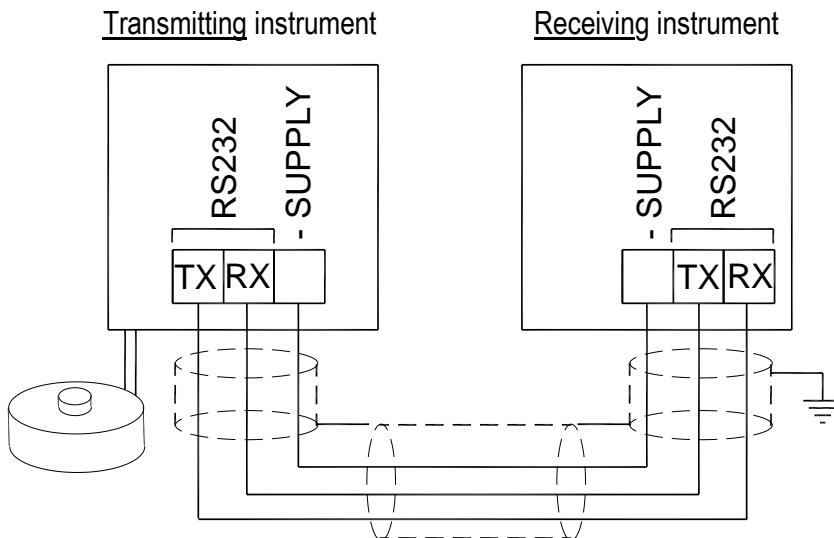 Transmitting instrument
Receiving instrument
RS232
- SUPPLY
TX RX
- SUPPLY
RS232
TX RX